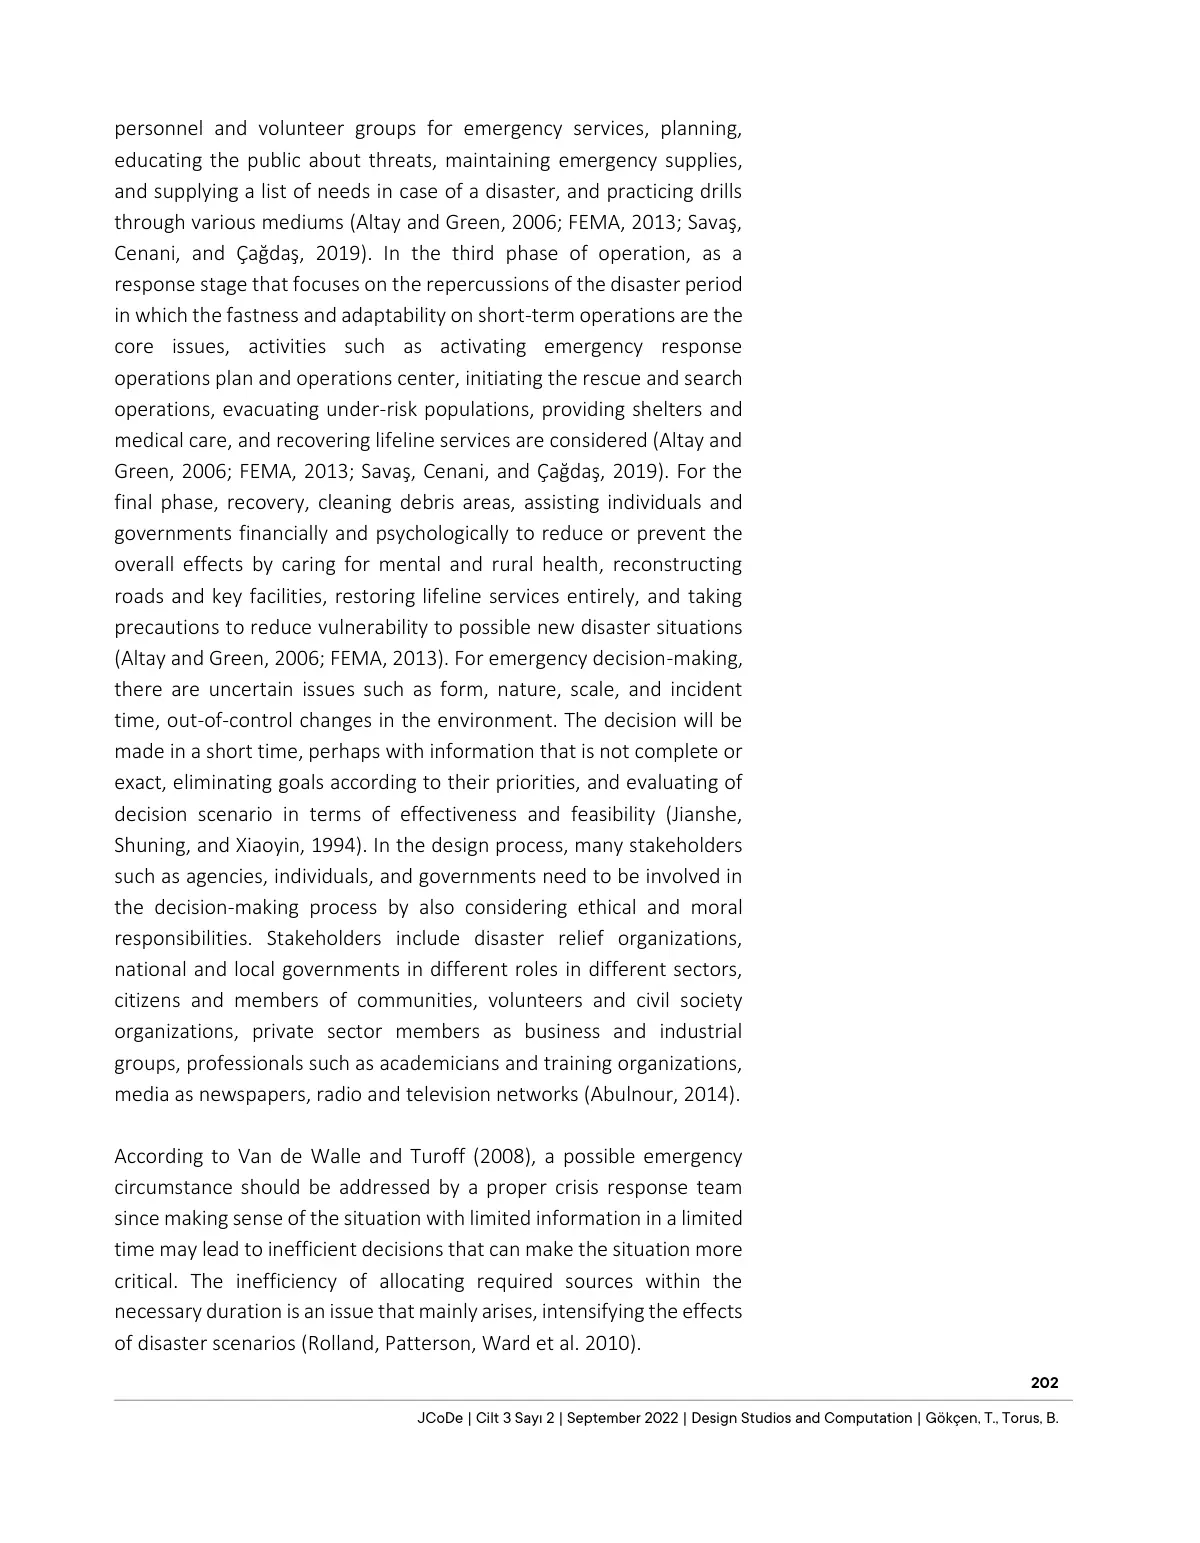 personnel and volunteer groups for emergency services, planning,
educating the public about threats, maintaining emergency supplies,
and supplying a list of needs in case of a disaster, and practicing drills
through various mediums (Altay and Green, 2006; FEMA, 2013; Savaş,
Cenani, and Çağdaş, 2019). In the third phase of operation, as a
response stage that focuses on the repercussions of the disaster period
in which the fastness and adaptability on short-term operations are the
core issues, activities such as activating emergency response
operations plan and operations center, initiating the rescue and search
operations, evacuating under-risk populations, providing shelters and
medical care, and recovering lifeline services are considered (Altay and
Green, 2006; FEMA, 2013; Savaş, Cenani, and Çağdaş, 2019). For the
final phase, recovery, cleaning debris areas, assisting individuals and
governments financially and psychologically to reduce or prevent the
overall effects by caring for mental and rural health, reconstructing
roads and key facilities, restoring lifeline services entirely, and taking
precautions to reduce vulnerability to possible new disaster situations
(Altay and Green, 2006; FEMA, 2013). For emergency decision-making,
there are uncertain issues such as form, nature, scale, and incident
time, out-of-control changes in the environment. The decision will be
made in a short time, perhaps with information that is not complete or
exact, eliminating goals according to their priorities, and evaluating of
decision scenario in terms of effectiveness and feasibility (Jianshe,
Shuning, and Xiaoyin, 1994). In the design process, many stakeholders
such as agencies, individuals, and governments need to be involved in
the decision-making process by also considering ethical and moral
responsibilities. Stakeholders include disaster relief organizations,
national and local governments in different roles in different sectors,
citizens and members of communities, volunteers and civil society
organizations, private sector members as business and industrial
groups, professionals such as academicians and training organizations,
media as newspapers, radio and television networks (Abulnour, 2014).
According to Van de Walle and Turoff (2008), a possible emergency
circumstance should be addressed by a proper crisis response team
since making sense of the situation with limited information in a limited
time may lead to inefficient decisions that can make the situation more
critical. The inefficiency of allocating required sources within the
necessary duration is an issue that mainly arises, intensifying the effects
of disaster scenarios (Rolland, Patterson, Ward et al. 2010).
202
JCoDe | Cilt 3 Sayı 2 | September 2022 | Design Studios and Computation | Gökçen, T., Torus, B.